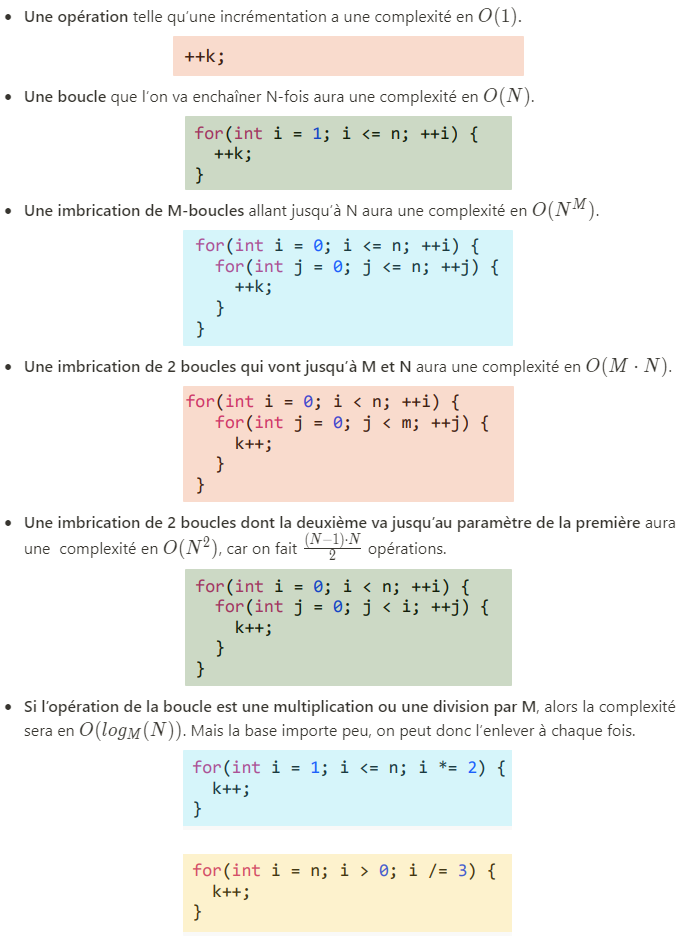 • Une opération telle qu’une incrémentation a une complexité en O(1).
++k;
• Une boucle que l’on va enchaîner N-fois aura une complexité en O(N).
for(int i = 1; i <= n; ++i) {
  ++k;
}
• Une imbrication de M-boucles allant jusqu’à N aura une complexité en O(N^M).
for(int i = 0; i <= n; ++i) {
  for(int j = 0; j <= n; ++j) {
    ++k;
  }
}
• Une imbrication de 2 boucles qui vont jusqu’à M et N aura une complexité en O(M · N).
for(int i = 0; i < n; ++i) {
   for(int j = 0; j < m; ++j) {
     k++;
   }
 }
• Une imbrication de 2 boucles dont la deuxième va jusqu’au paramètre de la première aura
une complexité en O(N²), car on fait (N−1)·N/2 opérations.
for(int i = 0; i < n; ++i) {
  for(int j = 0; j < i; ++j) {
    k++;
  }
}
• Si l’opération de la boucle est une multiplication ou une division par M, alors la complexité
sera en O(log_M(N)). Mais la base importe peu, on peut donc l’enlever à chaque fois.
for(int i = 1; i <= n; i *= 2) {
  k++;
}
for(int i = n; i > 0; i /= 3) {
  k++;
}